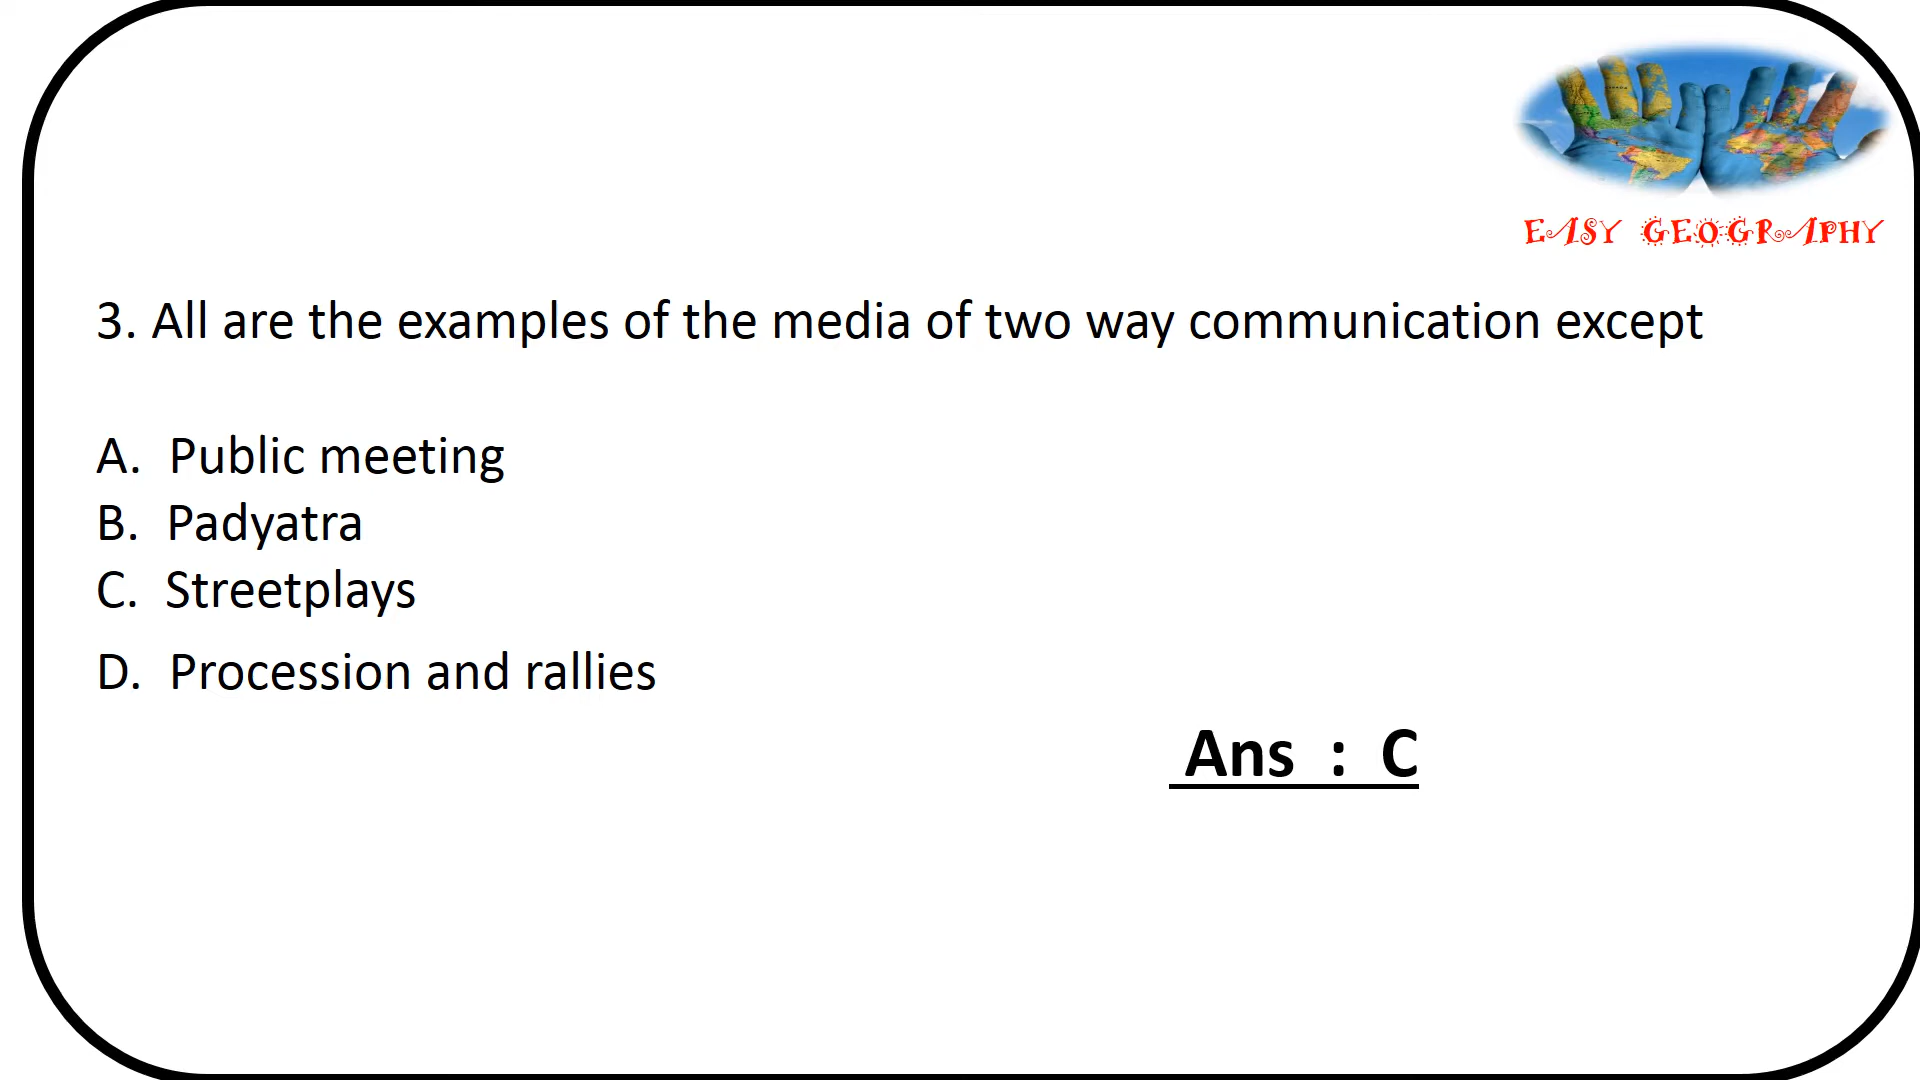 EASY GEOGRAPHY
3. All are the examples of the media of two way communication except
A. Public meeting
B. Padyatra
C. Streetplays
D. Procession and rallies
Ans : C